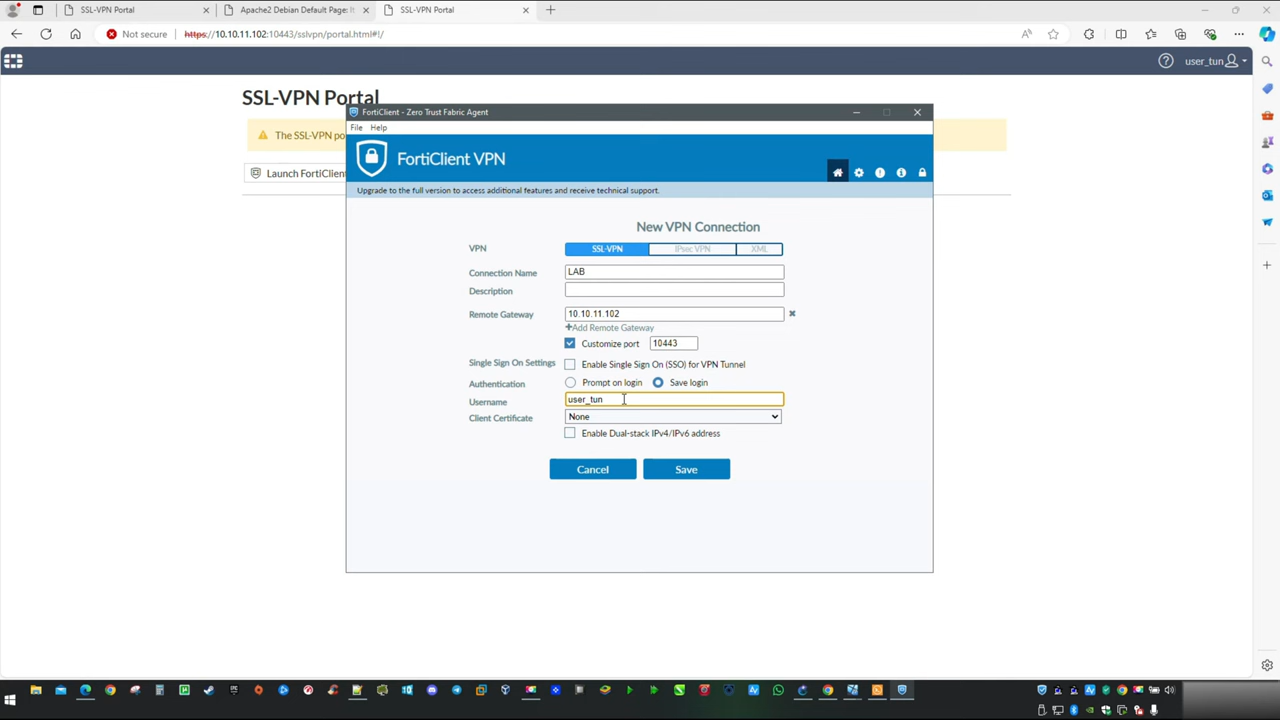 SSL-VPN Portal
Apache2 Debian Default Page: It
SSL-VPN Portal
Not secure
https://10.10.11.102:10443/sslvpn/portal.html#!/
user_tun
SSL-VPN Portal
The SSL-VPN po
Launch FortiClient
FortiClient - Zero Trust Fabric Agent
File Help
FortiClient VPN
Upgrade to the full version to access additional features and receive technical support.
New VPN Connection
VPN SSL-VPN IPsec VPN XML
Connection Name LAB
Description
Remote Gateway 10.10.11.102
+Add Remote Gateway
Customize port 10443
Single Sign On Settings Enable Single Sign On (SSO) for VPN Tunnel
Authentication Prompt on login Save login
Username user_tun
Client Certificate None
Enable Dual-stack IPv4/IPv6 address
Cancel Save